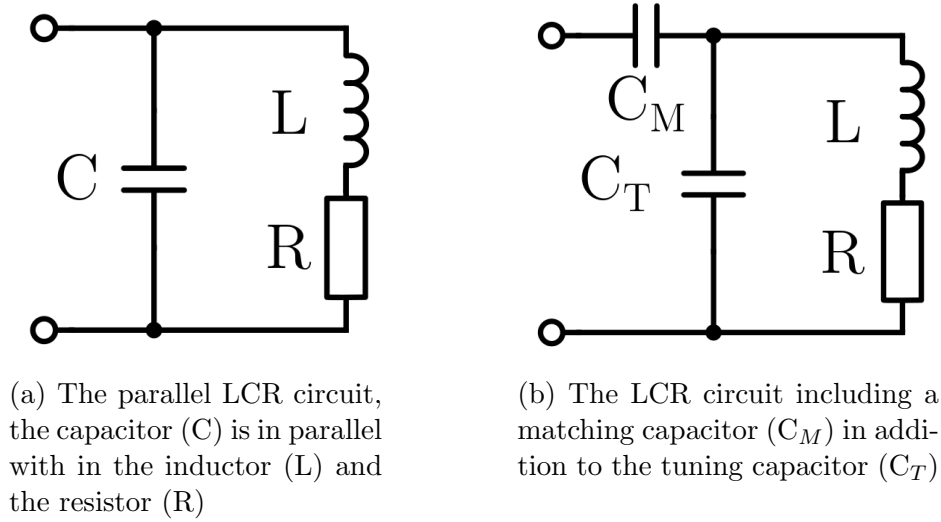 C
L
R
C_M
C_T
L
R
(a) The parallel LCR circuit,
the capacitor (C) is in parallel
with in the inductor (L) and
the resistor (R)
(b) The LCR circuit including a
matching capacitor (C_M) in addi-
tion to the tuning capacitor (C_T)